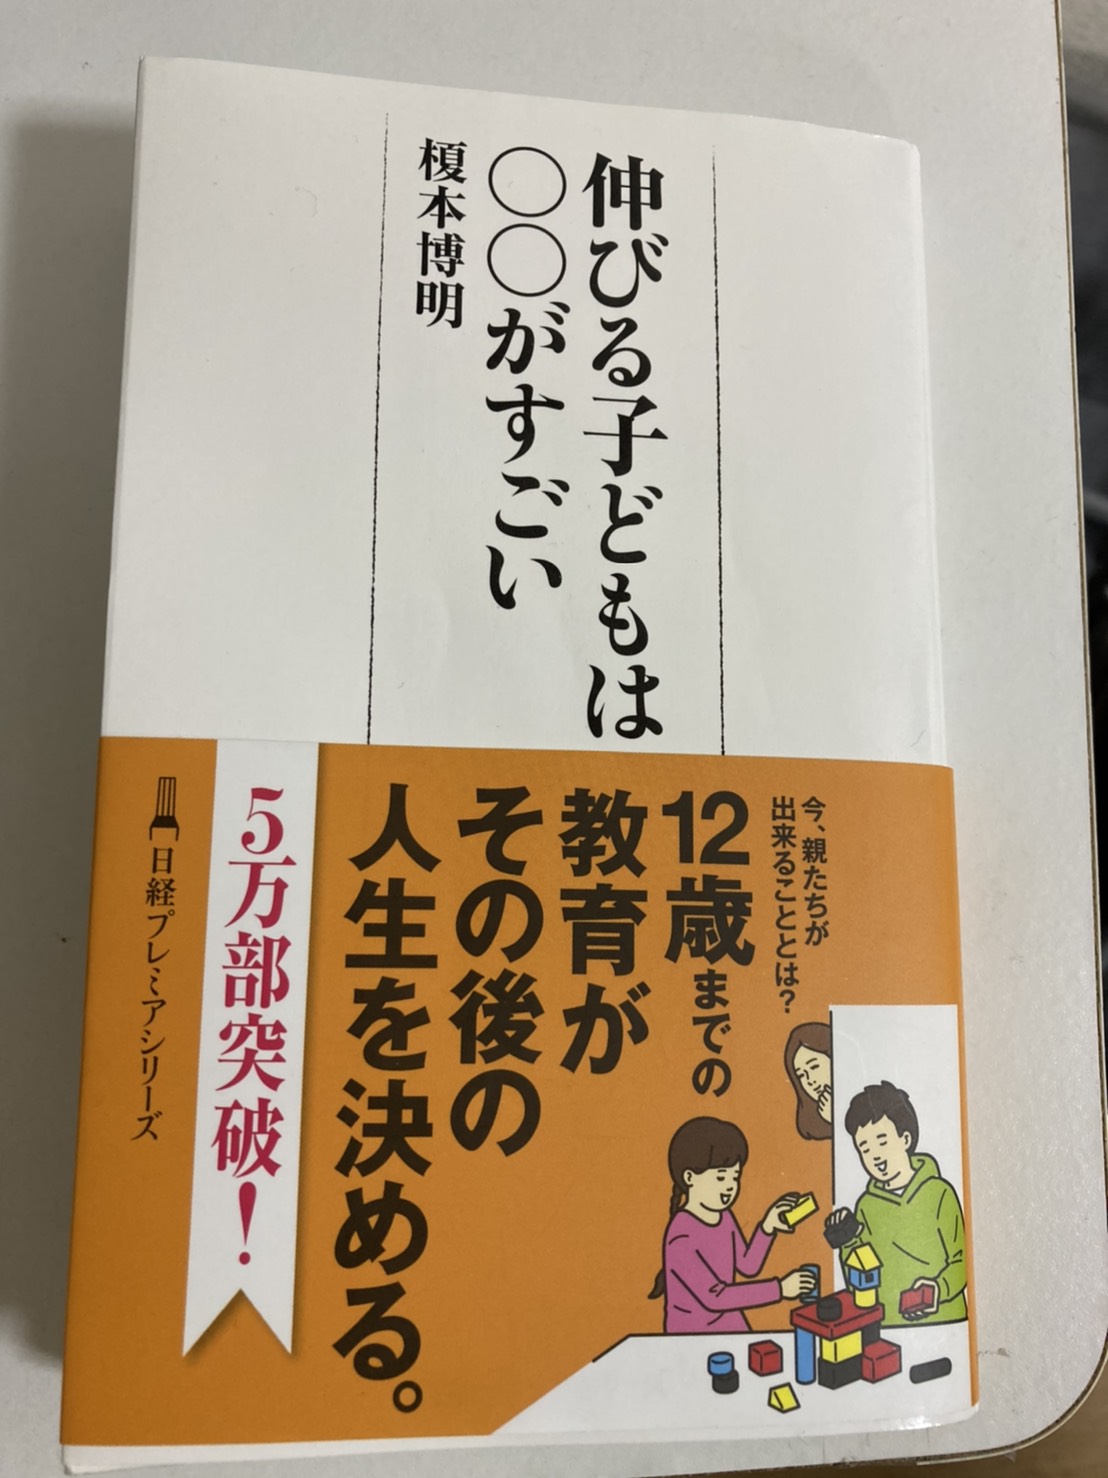 伸びる子どもは
○○がすごい
榎本博明
今、親たちが
出来ることとは？
12歳までの
教育が
その後の
人生を決める。
5万部突破！
日経プレミアシリーズ